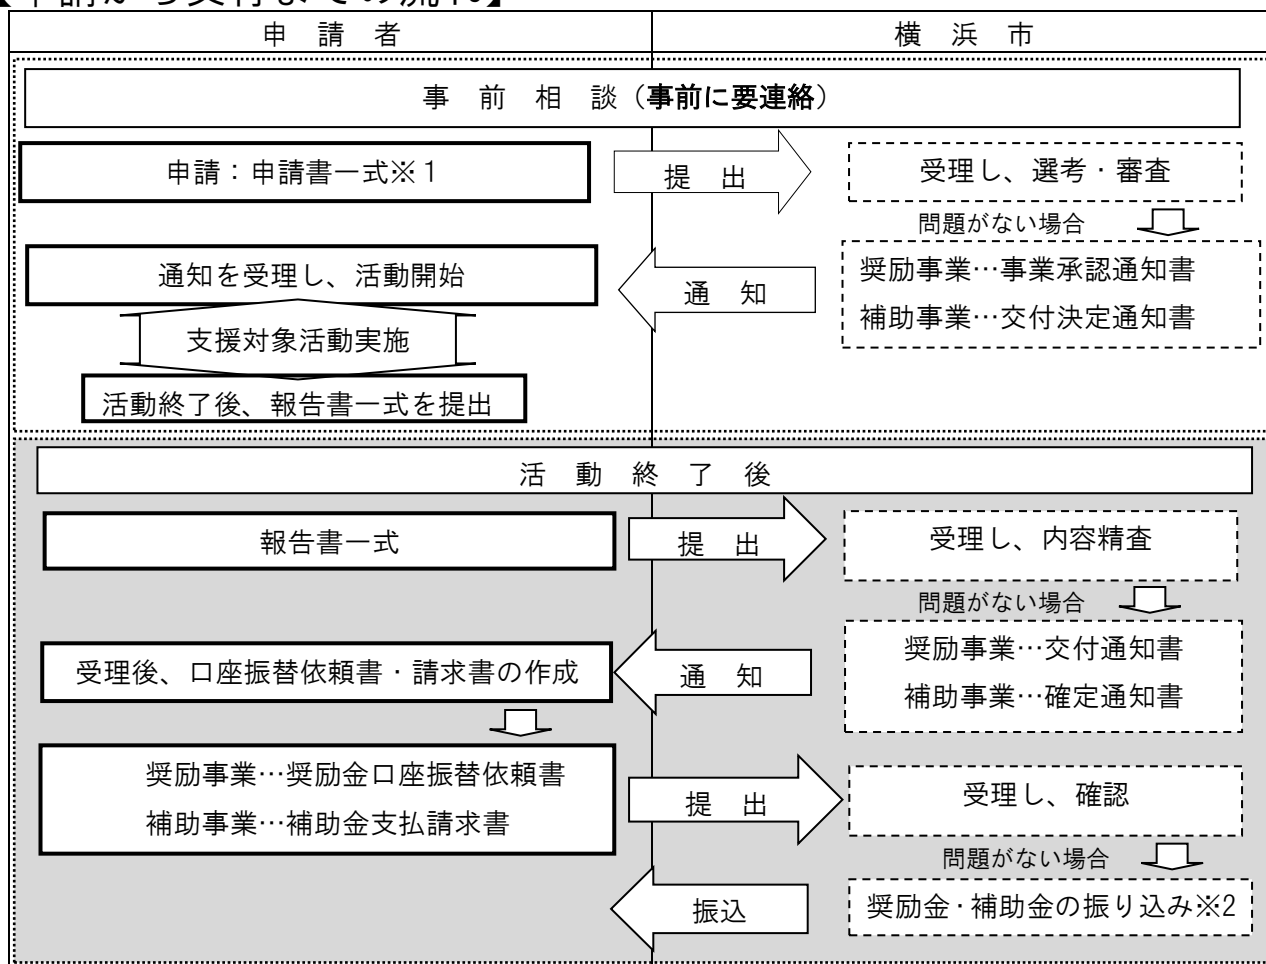 【申請から交付までの流れ】
申請者
横浜市
事前相談（事前に要連絡）
申請：申請書一式※1
提出
受理し、選考・審査
問題がない場合
通知を受理し、活動開始
通知
奨励事業…事業承認通知書
補助事業…交付決定通知書
支援対象活動実施
活動終了後、報告書一式を提出
活動終了後
報告書一式
提出
受理し、内容精査
問題がない場合
受理後、口座振替依頼書・請求書の作成
通知
奨励事業…交付通知書
補助事業…確定通知書
奨励事業…奨励金口座振替依頼書
補助事業…補助金支払請求書
提出
受理し、確認
問題がない場合
振込
奨励金・補助金の振り込み※2